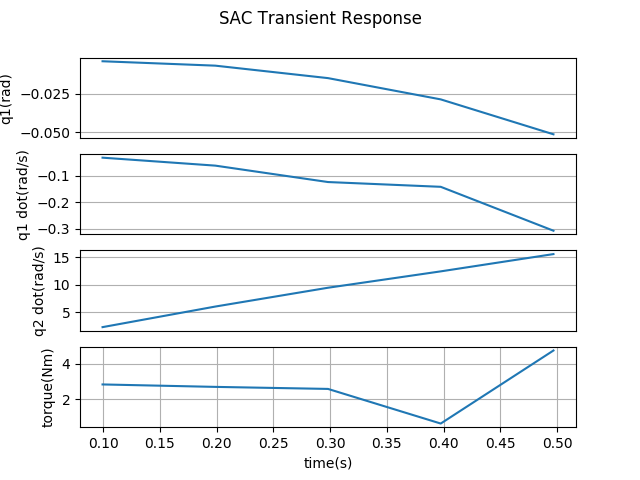 SAC Transient Response
q1(rad)
−0.025
−0.050
q1 dot(rad/s)
−0.1
−0.2
−0.3
q2 dot(rad/s)
15
10
5
torque(Nm)
4
2
0.10 0.15 0.20 0.25 0.30 0.35 0.40 0.45 0.50
time(s)